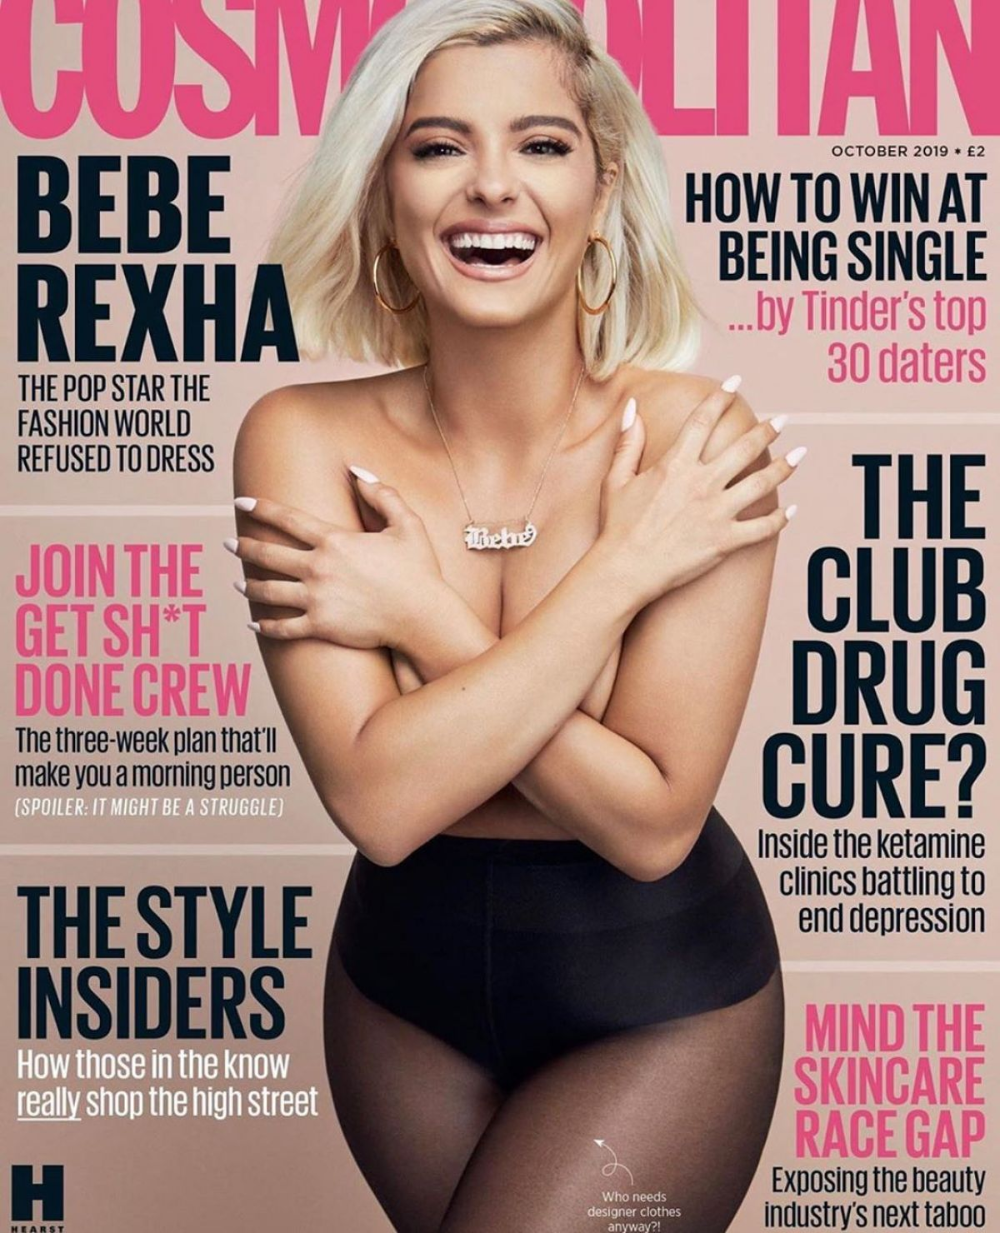 COSMOPOLITAN
OCTOBER 2019 * £2
BEBE
REXHA
THE POP STAR THE
FASHION WORLD
REFUSED TO DRESS
JOIN THE
GET SH*T
DONE CREW
The three-week plan that'll
make you a morning person
(SPOILER: IT MIGHT BE A STRUGGLE)
THE STYLE
INSIDERS
How those in the know
really shop the high street
H
HEARST
Bebe
HOW TO WIN AT
BEING SINGLE
...by Tinder's top
30 daters
THE
CLUB
DRUG
CURE?
Inside the ketamine
clinics battling to
end depression
MIND THE
SKINCARE
RACE GAP
Exposing the beauty
industry's next taboo
Who needs
designer clothes
anyway?!